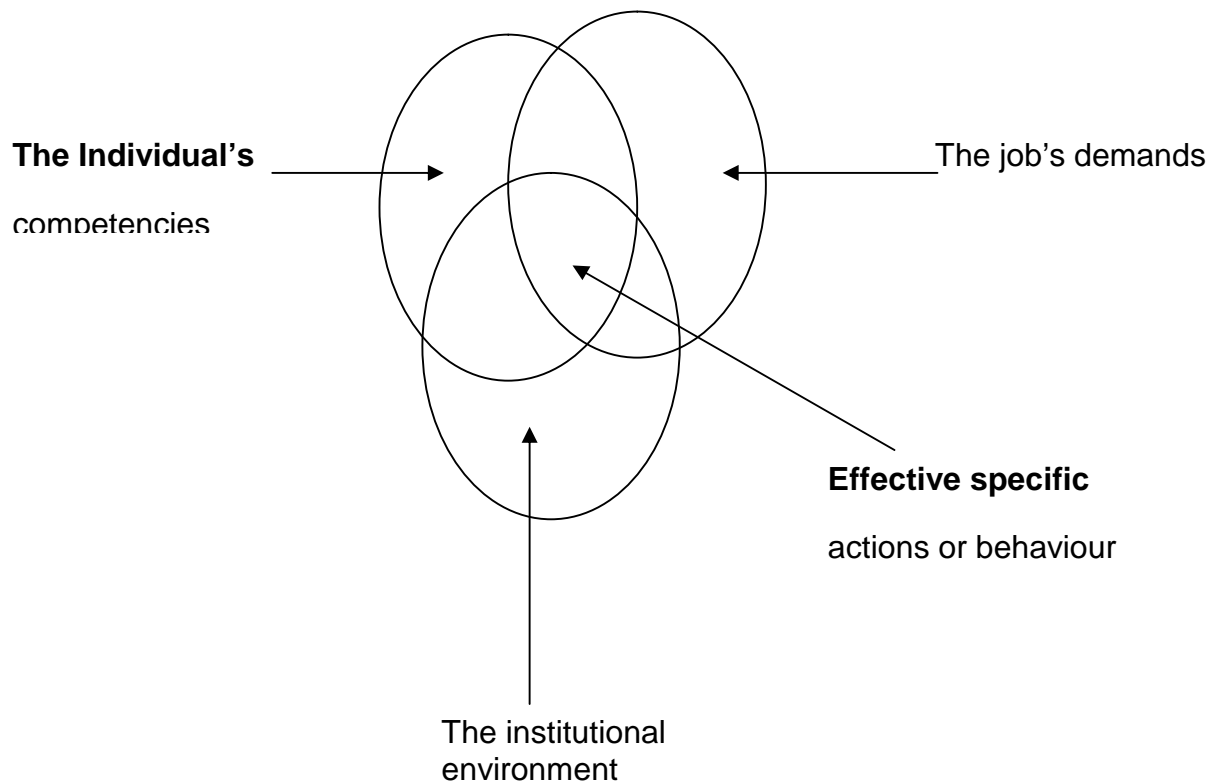 The Individual’s
competencies
The job’s demands
Effective specific
actions or behaviour
The institutional
environment